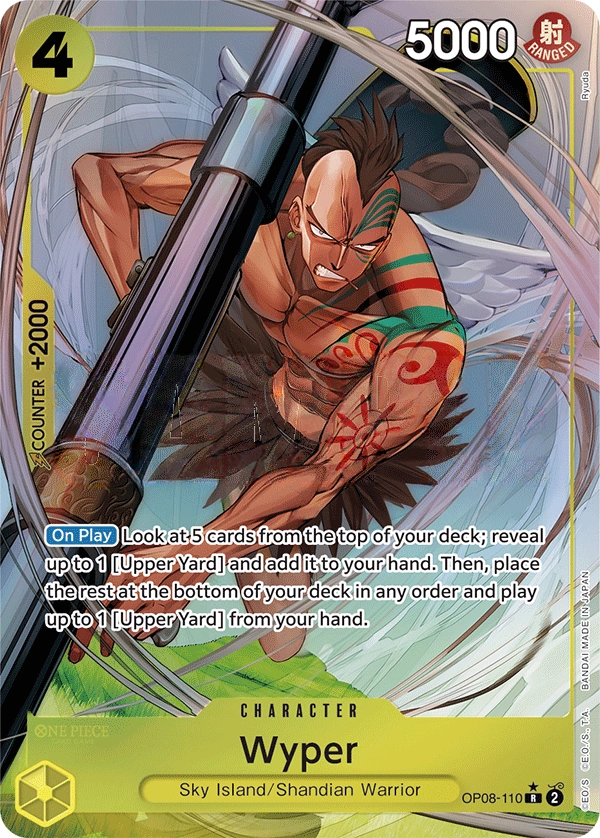 4
5000
射
RANGED
Ryuda
COUNTER +2000
On Play Look at 5 cards from the top of your deck; reveal
up to 1 [Upper Yard] and add it to your hand. Then, place
the rest at the bottom of your deck in any order and play
up to 1 [Upper Yard] from your hand.
©E.O./S. ©E.O./S., T.A. BANDAI MADE IN JAPAN
CHARACTER
ONE PIECE
CARD GAME
Wyper
Sky Island/Shandian Warrior
OP08-110 R 2